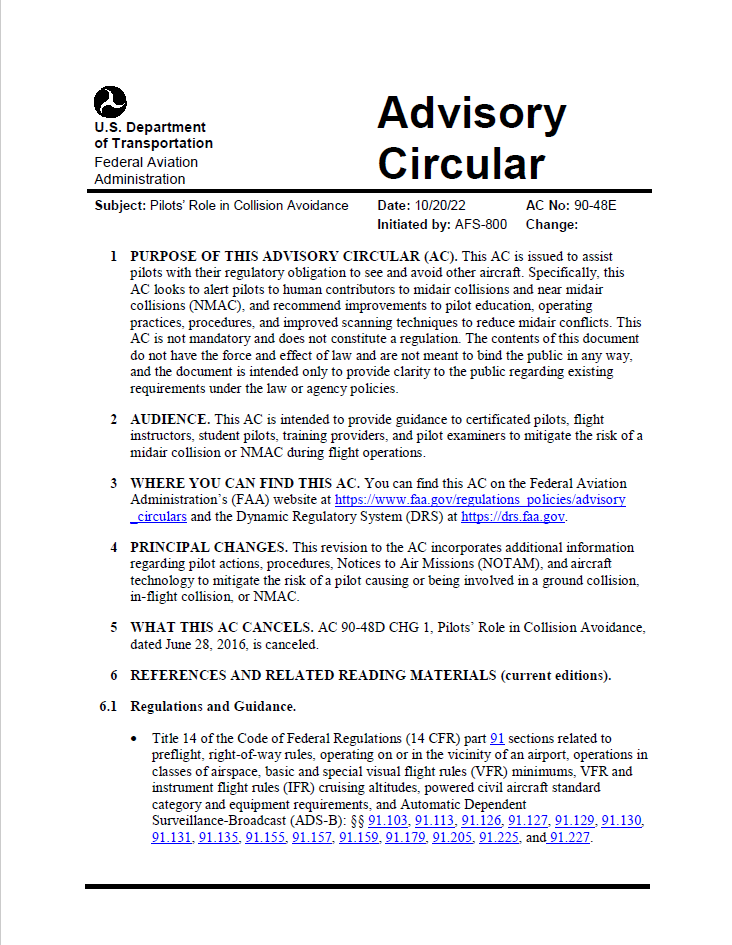 U.S. Department
of Transportation
Federal Aviation
Administration
Advisory
Circular
Subject: Pilots’ Role in Collision Avoidance
Date: 10/20/22
AC No: 90-48E
Initiated by: AFS-800
Change:
1 PURPOSE OF THIS ADVISORY CIRCULAR (AC). This AC is issued to assist
pilots with their regulatory obligation to see and avoid other aircraft. Specifically, this
AC looks to alert pilots to human contributors to midair collisions and near midair
collisions (NMAC), and recommend improvements to pilot education, operating
practices, procedures, and improved scanning techniques to reduce midair conflicts. This
AC is not mandatory and does not constitute a regulation. The contents of this document
do not have the force and effect of law and are not meant to bind the public in any way,
and the document is intended only to provide clarity to the public regarding existing
requirements under the law or agency policies.
2 AUDIENCE. This AC is intended to provide guidance to certificated pilots, flight
instructors, student pilots, training providers, and pilot examiners to mitigate the risk of a
midair collision or NMAC during flight operations.
3 WHERE YOU CAN FIND THIS AC. You can find this AC on the Federal Aviation
Administration’s (FAA) website at https://www.faa.gov/regulations_policies/advisory
_circulars and the Dynamic Regulatory System (DRS) at https://drs.faa.gov.
4 PRINCIPAL CHANGES. This revision to the AC incorporates additional information
regarding pilot actions, procedures, Notices to Air Missions (NOTAM), and aircraft
technology to mitigate the risk of a pilot causing or being involved in a ground collision,
in-flight collision, or NMAC.
5 WHAT THIS AC CANCELS. AC 90-48D CHG 1, Pilots’ Role in Collision Avoidance,
dated June 28, 2016, is canceled.
6 REFERENCES AND RELATED READING MATERIALS (current editions).
6.1 Regulations and Guidance.
• Title 14 of the Code of Federal Regulations (14 CFR) part 91 sections related to
preflight, right-of-way rules, operating on or in the vicinity of an airport, operations in
classes of airspace, basic and special visual flight rules (VFR) minimums, VFR and
instrument flight rules (IFR) cruising altitudes, powered civil aircraft standard
category and equipment requirements, and Automatic Dependent
Surveillance-Broadcast (ADS-B): §§ 91.103, 91.113, 91.126, 91.127, 91.129, 91.130,
91.131, 91.135, 91.155, 91.157, 91.159, 91.179, 91.205, 91.225, and 91.227.